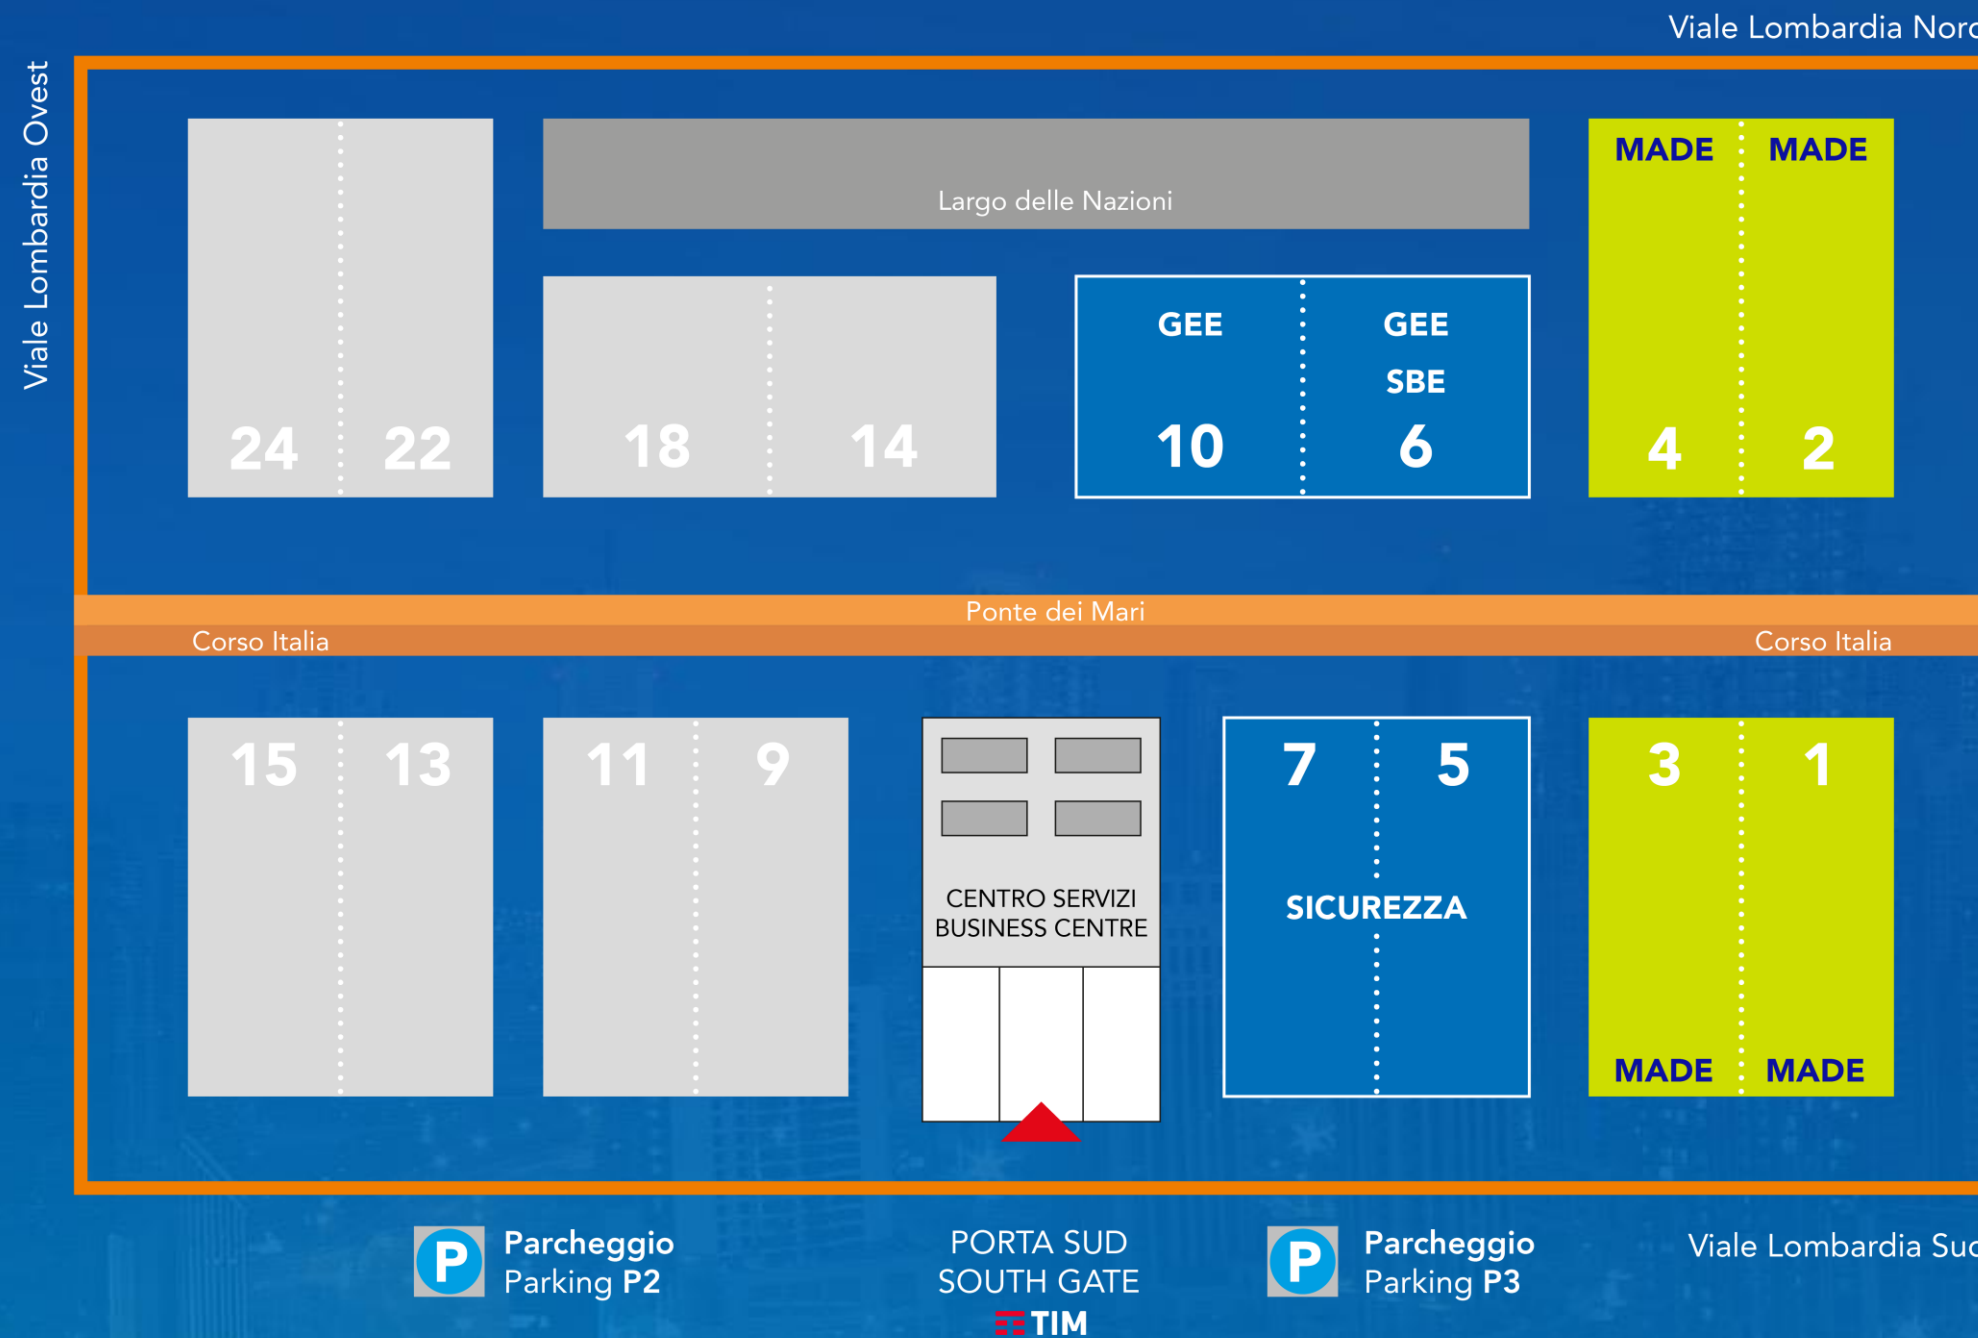 Viale Lombardia Nord
Viale Lombardia Ovest
MADE MADE
Largo delle Nazioni
GEE GEE
SBE
24 22 18 14 10 6 4 2
Ponte dei Mari
Corso Italia Corso Italia
15 13 11 9 7 5 3 1
CENTRO SERVIZI
BUSINESS CENTRE
SICUREZZA
MADE MADE
P Parcheggio
Parking P2
PORTA SUD
SOUTH GATE
TIM
P Parcheggio
Parking P3
Viale Lombardia Sud